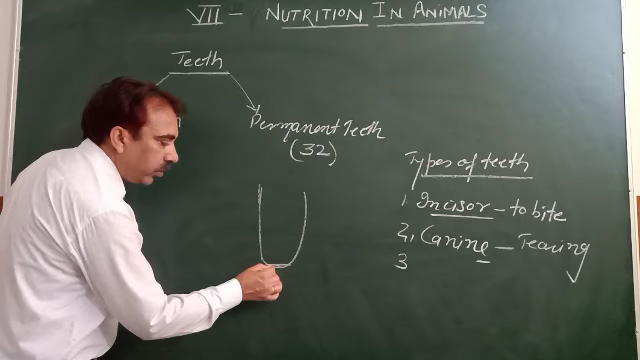 VII - NUTRITION IN ANIMALS
Teeth
Permanent Teeth
(32)
Types of teeth
1. Incisor - to bite
2. Canine - Tearing
3